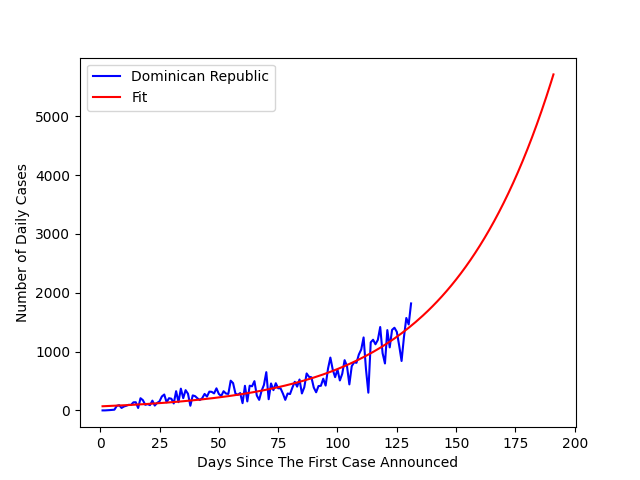 Dominican Republic
Fit
Number of Daily Cases
5000
4000
3000
2000
1000
0
0 25 50 75 100 125 150 175 200
Days Since The First Case Announced